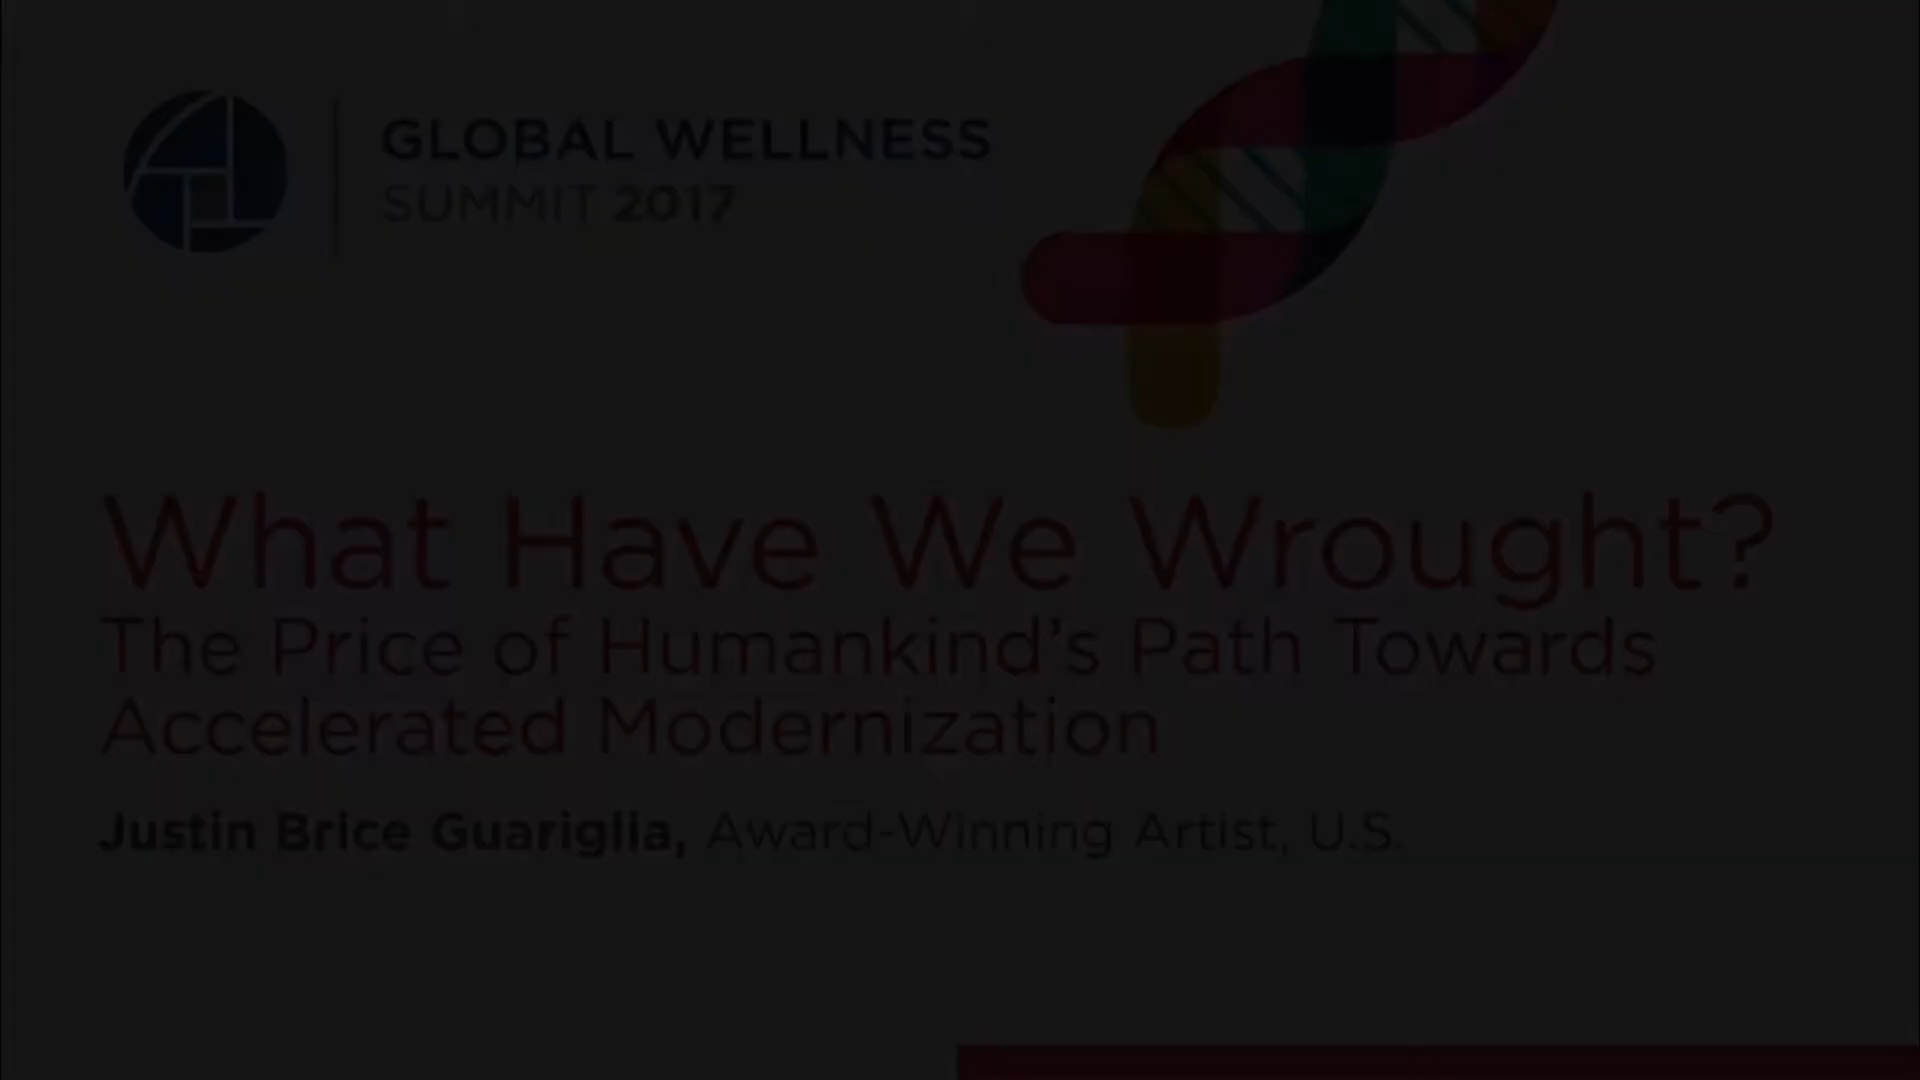 GLOBAL WELLNESS
SUMMIT 2017
What Have We Wrought?
The Price of Humankind's Path Towards
Accelerated Modernization
Justin Brice Guariglia, Award-Winning Artist, U.S.